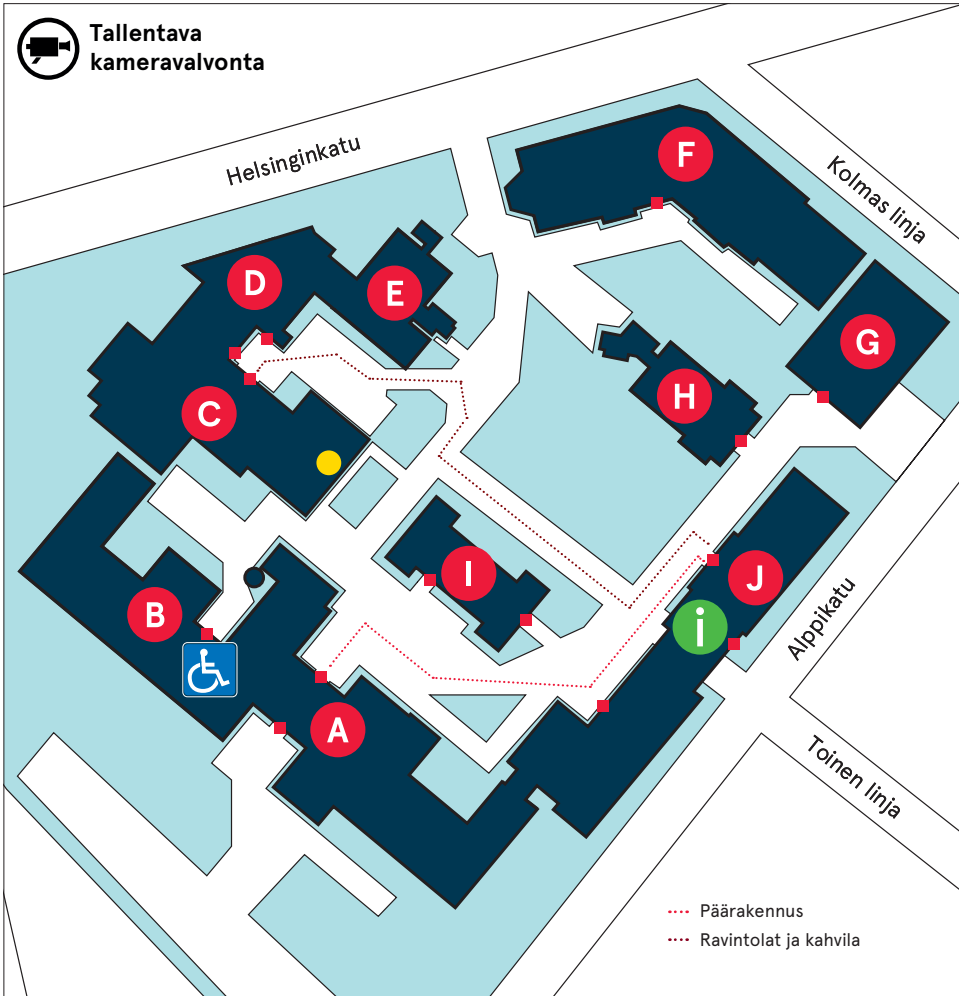 Tallentava
kameravalvonta
Helsinginkatu
Kolmas linja
F
D
E
G
H
C
I
J
B
i
Alppikatu
A
Toinen linja
Päärakennus
Ravintolat ja kahvila